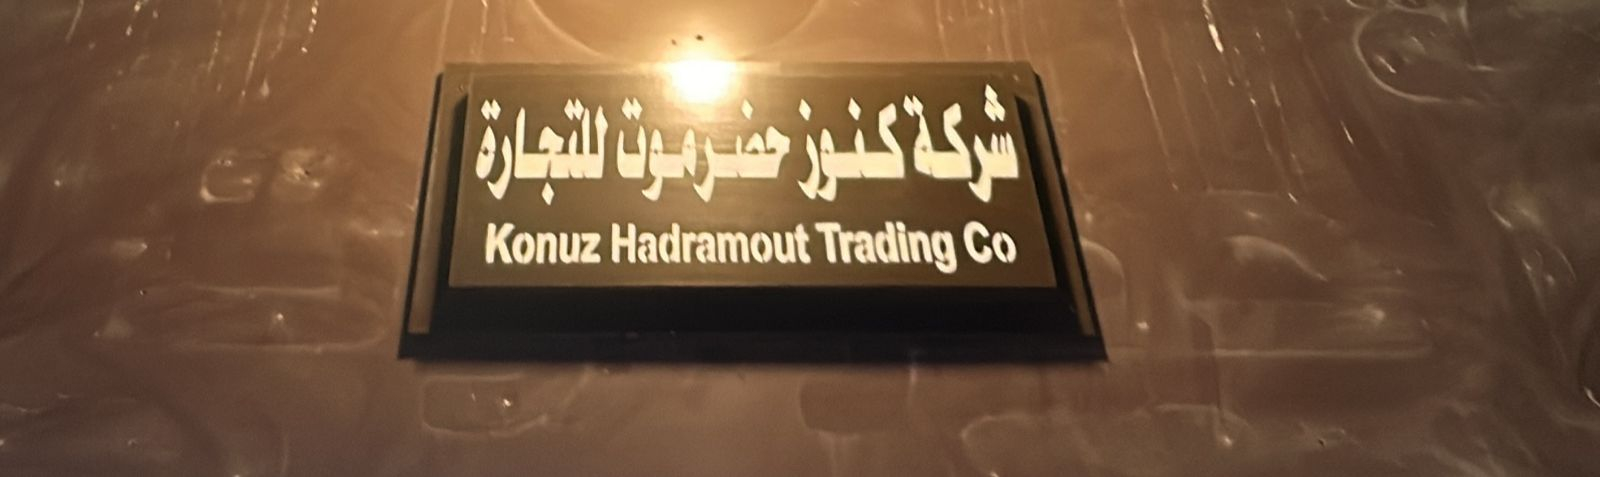 شركة كنوز حضرموت للتجارة
Konuz Hadramout Trading Co